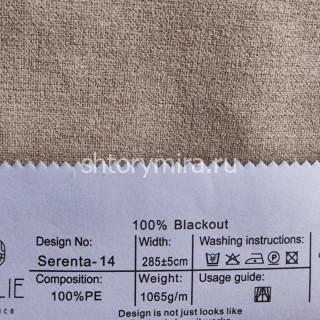 shtorymira.ru
100% Blackout
Design No: Width: Washing instructions:
Serenta-14 285±5cm
Composition: Weight: Usage guide:
100%PE 1065g/m
Design is not just looks like